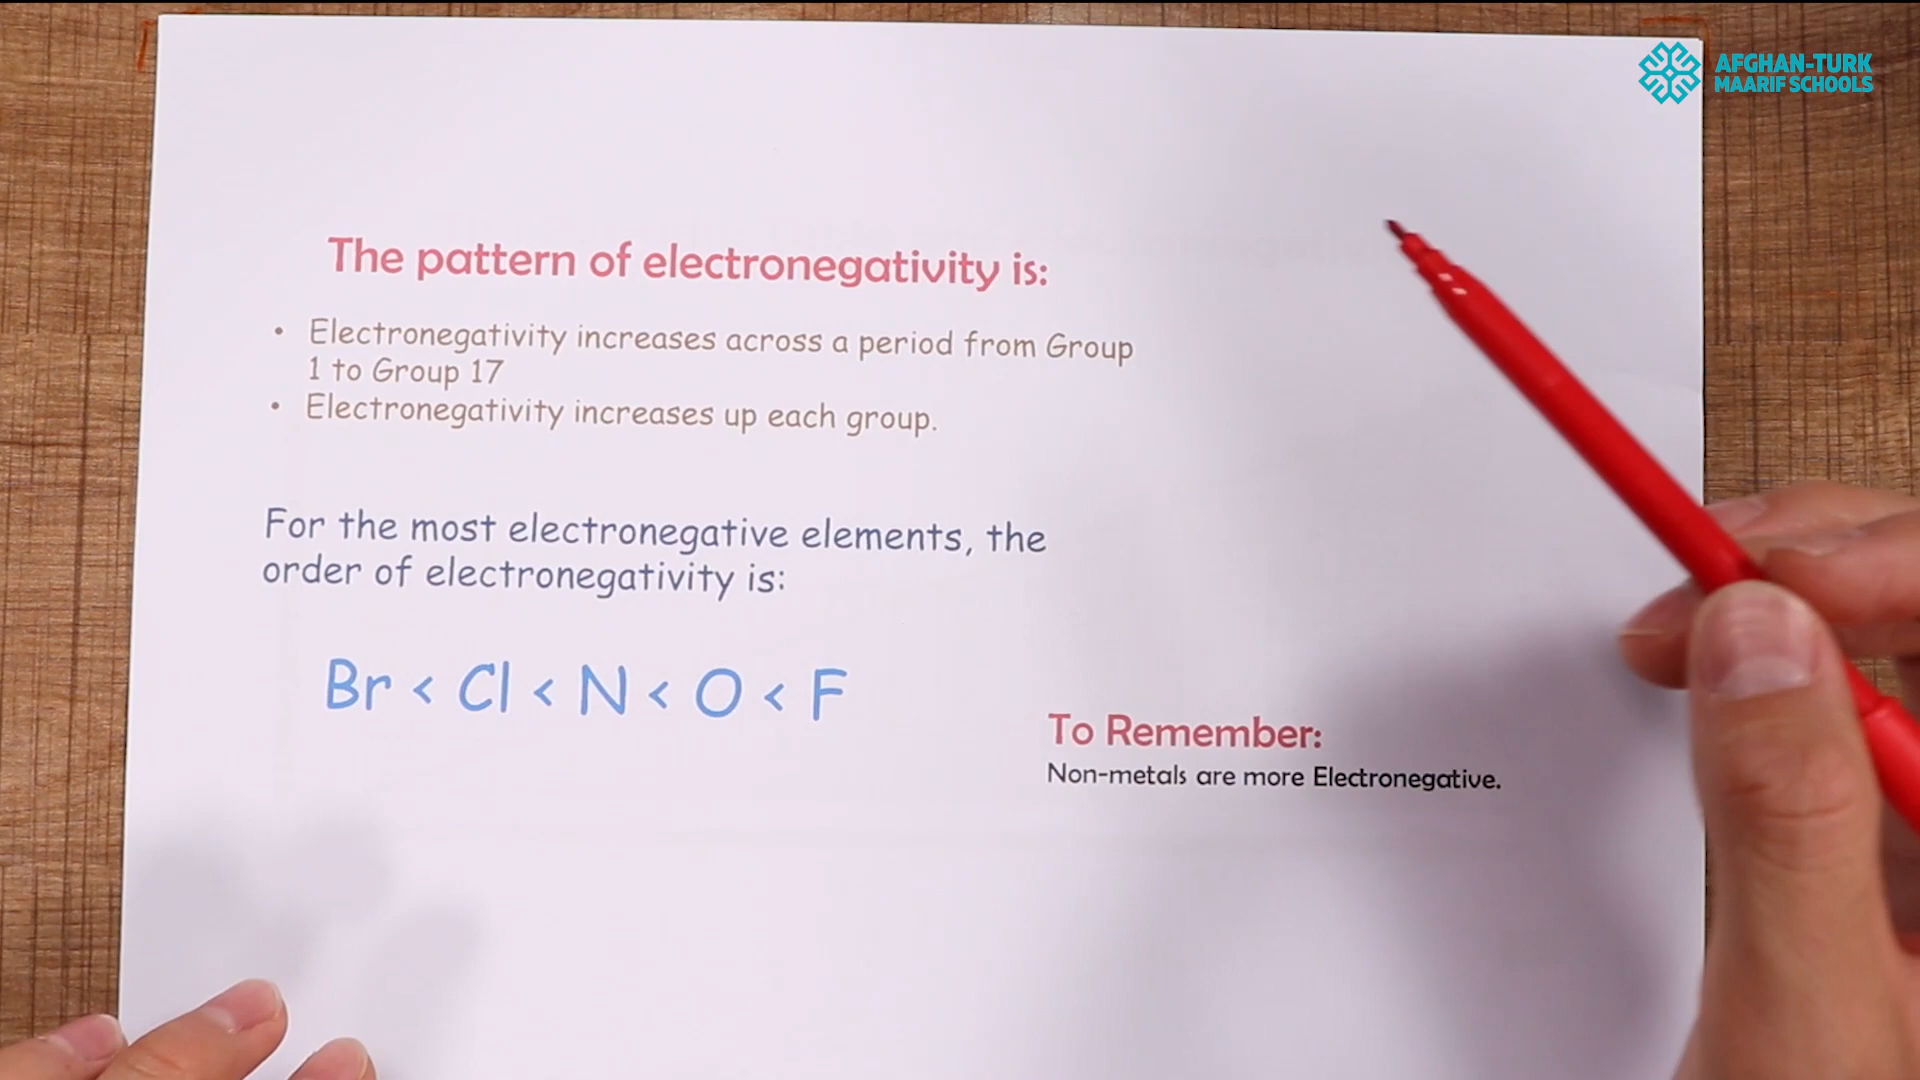 AFGHAN-TURK
MAARIF SCHOOLS
The pattern of electronegativity is:
• Electronegativity increases across a period from Group
1 to Group 17
• Electronegativity increases up each group.
For the most electronegative elements, the
order of electronegativity is:
Br < Cl < N < O < F
To Remember:
Non-metals are more Electronegative.